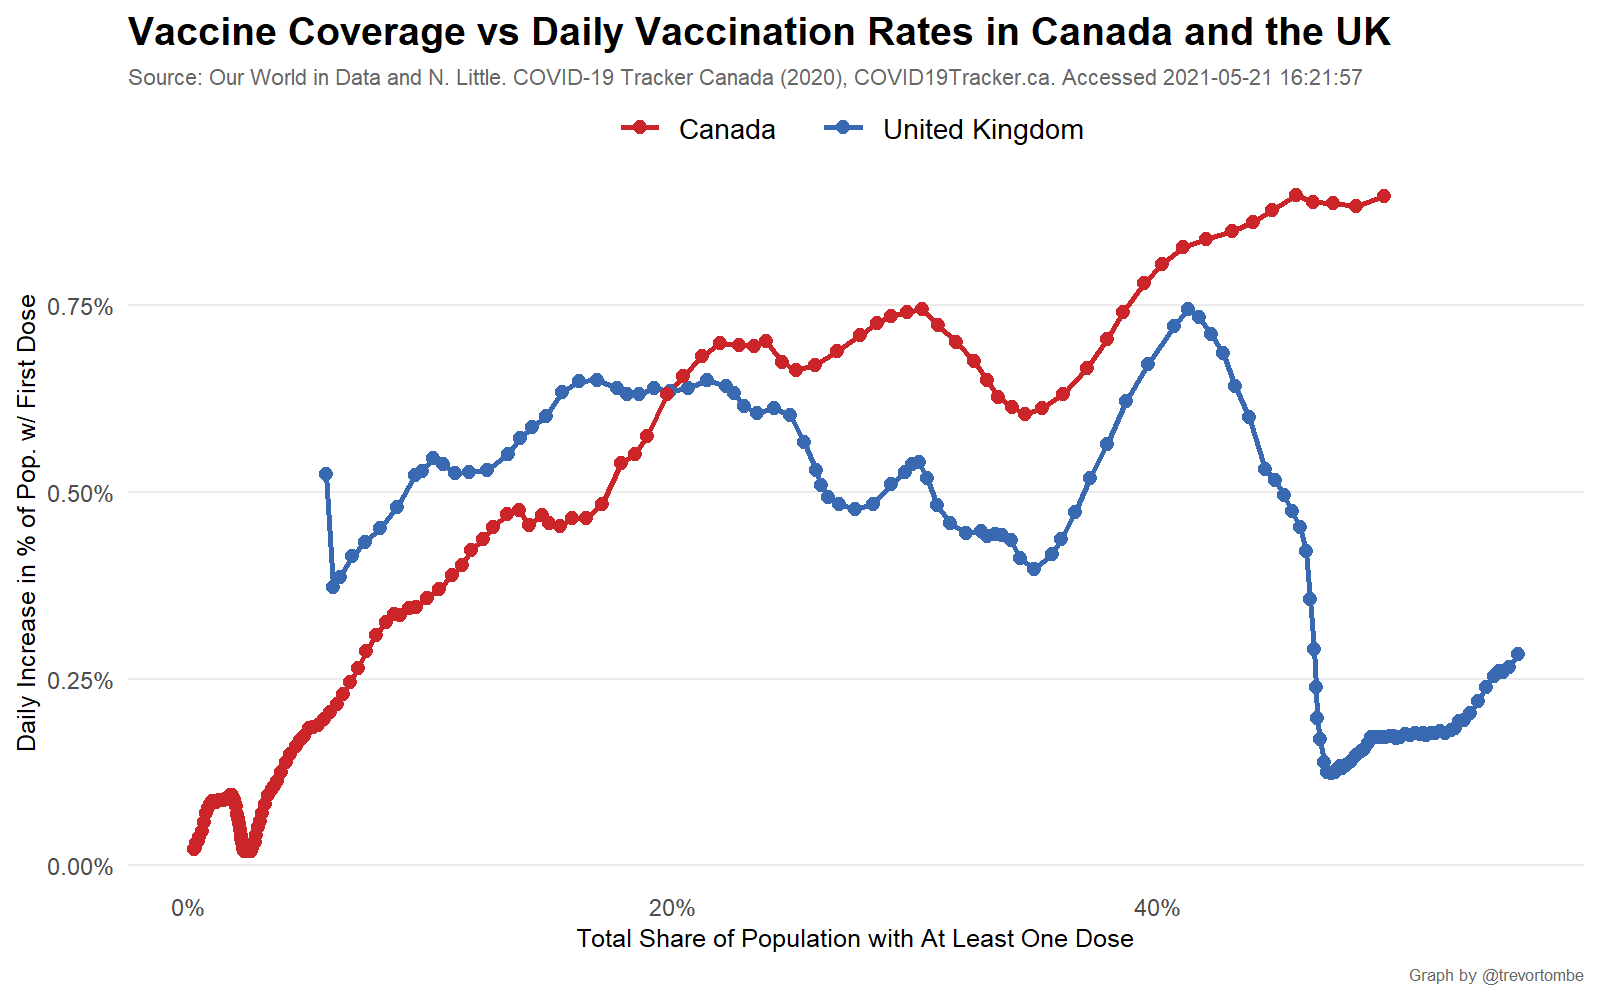 Vaccine Coverage vs Daily Vaccination Rates in Canada and the UK
Source: Our World in Data and N. Little. COVID-19 Tracker Canada (2020), COVID19Tracker.ca. Accessed 2021-05-21 16:21:57
Canada
United Kingdom
Daily Increase in % of Pop. w/ First Dose
0.75%
0.50%
0.25%
0.00%
0%
20%
40%
Total Share of Population with At Least One Dose
Graph by @trevortombe